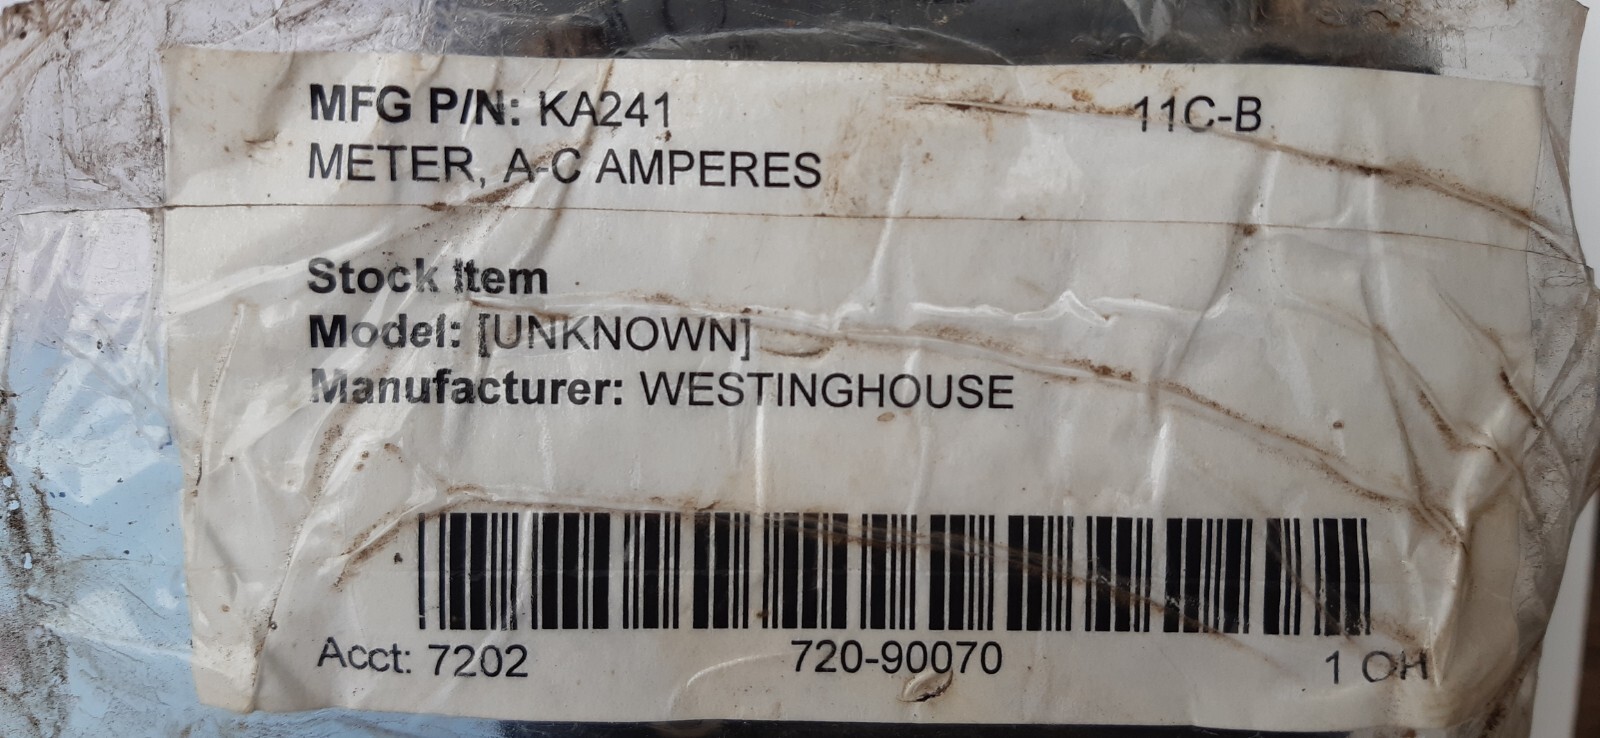 MFG P/N: KA241 11C-B
METER, A-C AMPERES
Stock Item
Model: [UNKNOWN]
Manufacturer: WESTINGHOUSE
Acct: 7202 720-90070 1 OH